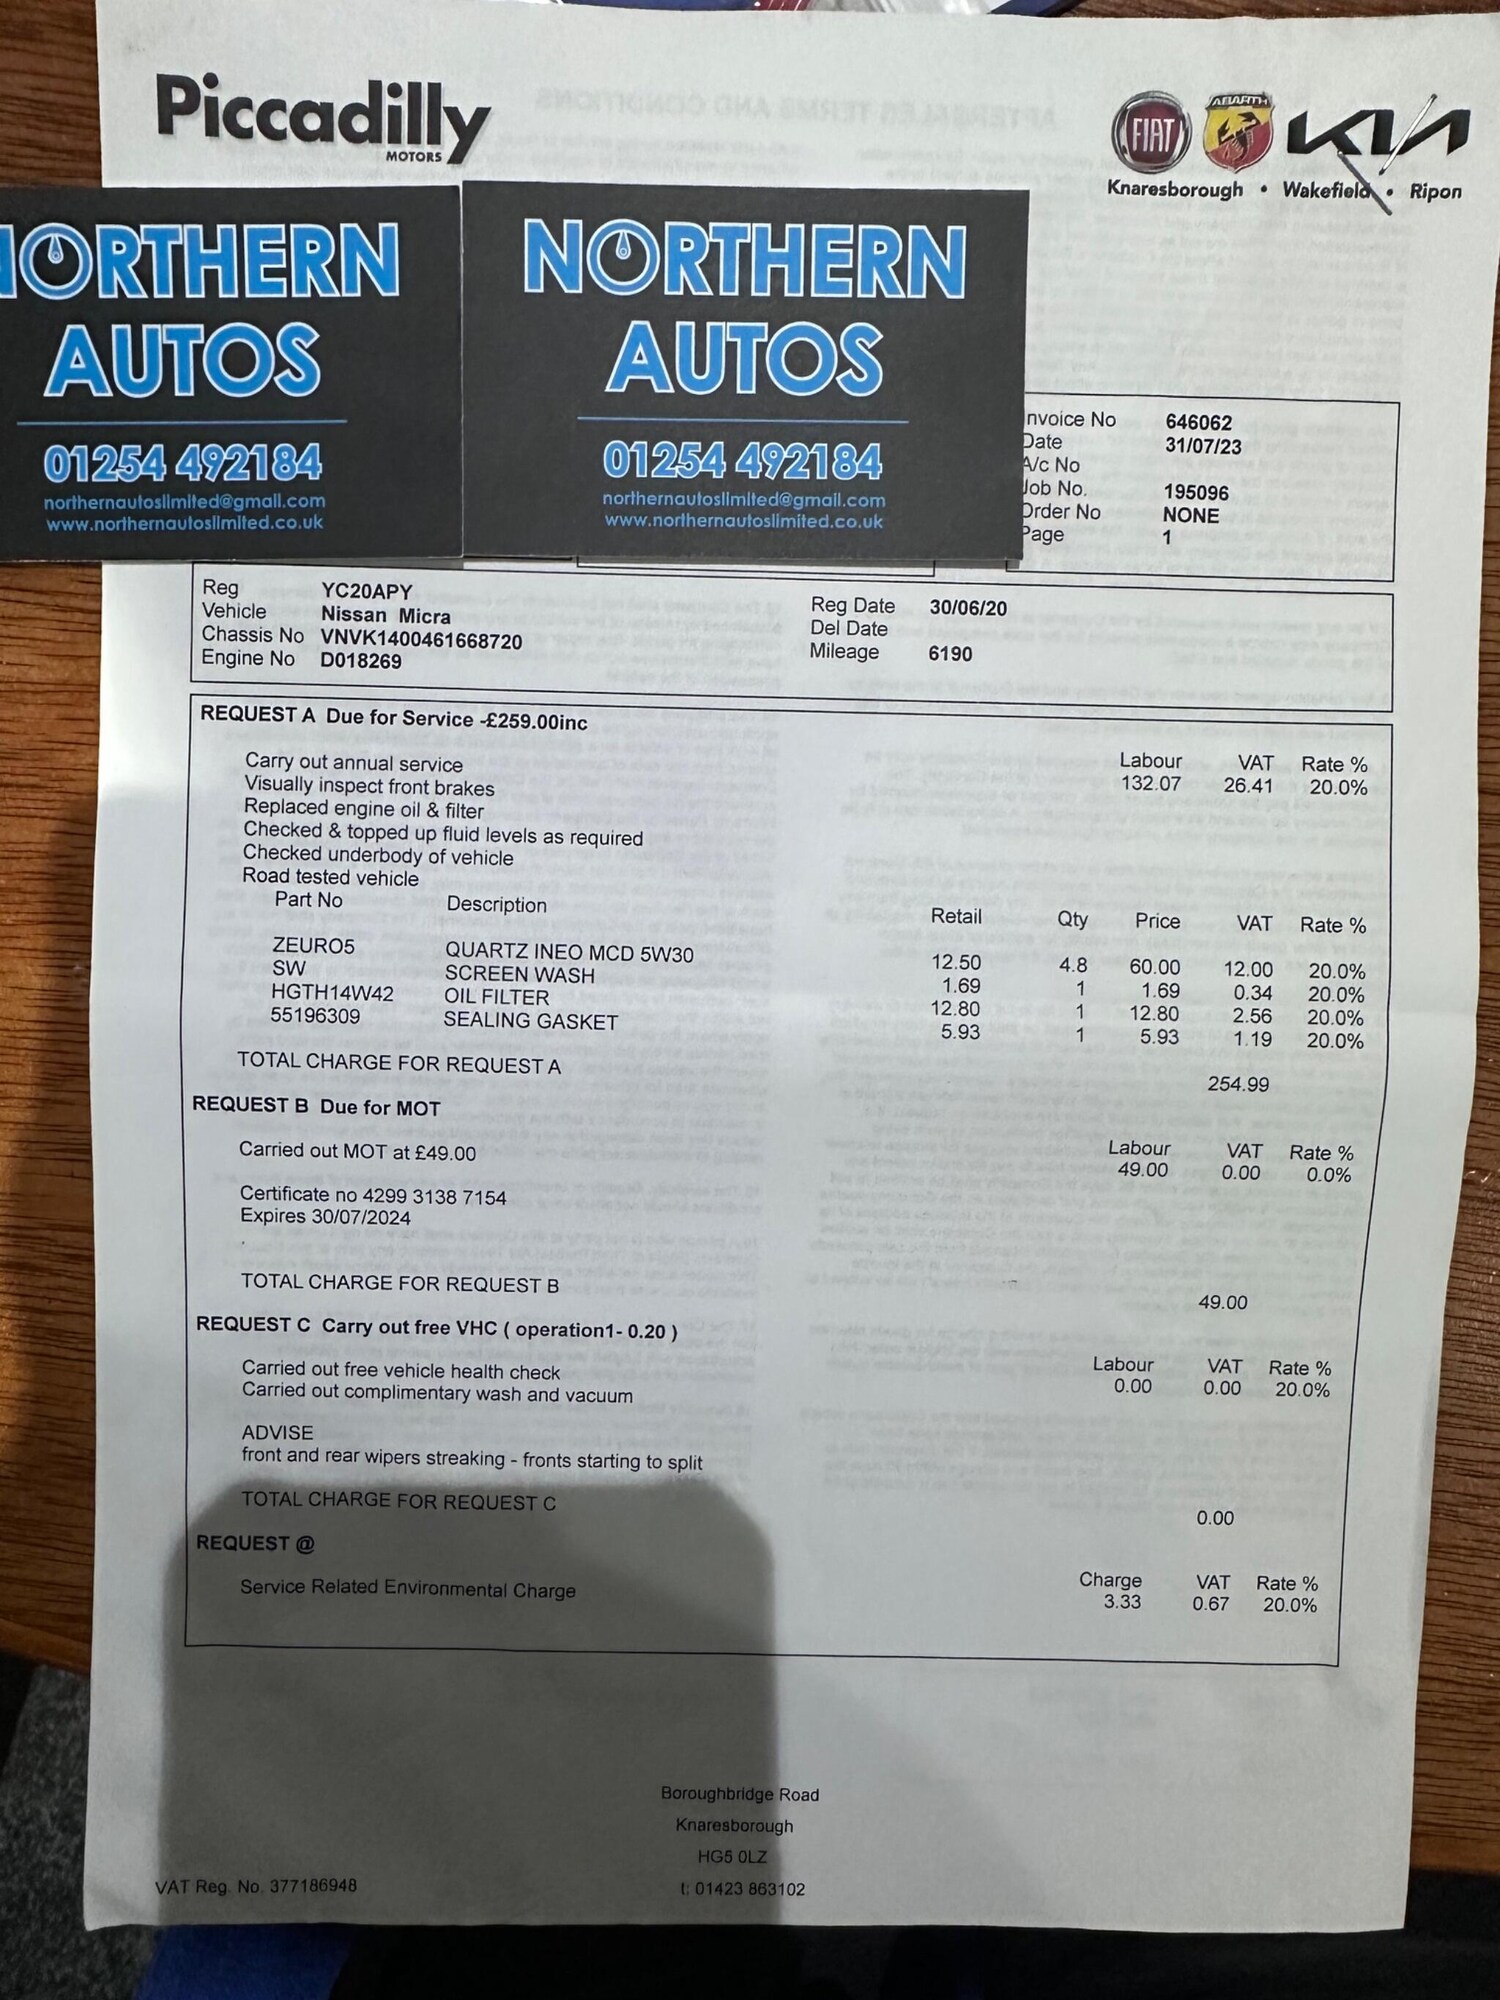 Piccadilly
MOTORS
FIAT
ABARTH
KIA
Knaresborough • Wakefield • Ripon
NORTHERN
AUTOS
01254 492184
northernautoslimited@gmail.com
www.northernautoslimited.co.uk
NORTHERN
AUTOS
01254 492184
northernautoslimited@gmail.com
www.northernautoslimited.co.uk
nvoice No 646062
Date 31/07/23
A/c No
Job No. 195096
Order No NONE
Page 1
Reg YC20APY
Vehicle Nissan Micra
Chassis No VNVK1400461668720
Engine No D018269
Reg Date 30/06/20
Del Date
Mileage 6190
REQUEST A Due for Service -£259.00inc
Carry out annual service Labour VAT Rate %
Visually inspect front brakes 132.07 26.41 20.0%
Replaced engine oil & filter
Checked & topped up fluid levels as required
Checked underbody of vehicle
Road tested vehicle
Part No Description Retail Qty Price VAT Rate %
ZEURO5 QUARTZ INEO MCD 5W30 12.50 4.8 60.00 12.00 20.0%
SW SCREEN WASH 1.69 1 1.69 0.34 20.0%
HGTH14W42 OIL FILTER 12.80 1 12.80 2.56 20.0%
55196309 SEALING GASKET 5.93 1 5.93 1.19 20.0%
TOTAL CHARGE FOR REQUEST A 254.99
REQUEST B Due for MOT
Carried out MOT at £49.00 Labour VAT Rate %
49.00 0.00 0.0%
Certificate no 4299 3138 7154
Expires 30/07/2024
TOTAL CHARGE FOR REQUEST B 49.00
REQUEST C Carry out free VHC ( operation1- 0.20 )
Carried out free vehicle health check Labour VAT Rate %
Carried out complimentary wash and vacuum 0.00 0.00 20.0%
ADVISE
front and rear wipers streaking - fronts starting to split
TOTAL CHARGE FOR REQUEST C 0.00
REQUEST @
Service Related Environmental Charge Charge VAT Rate %
3.33 0.67 20.0%
Boroughbridge Road
Knaresborough
HG5 0LZ
t: 01423 863102
VAT Reg. No. 377186948